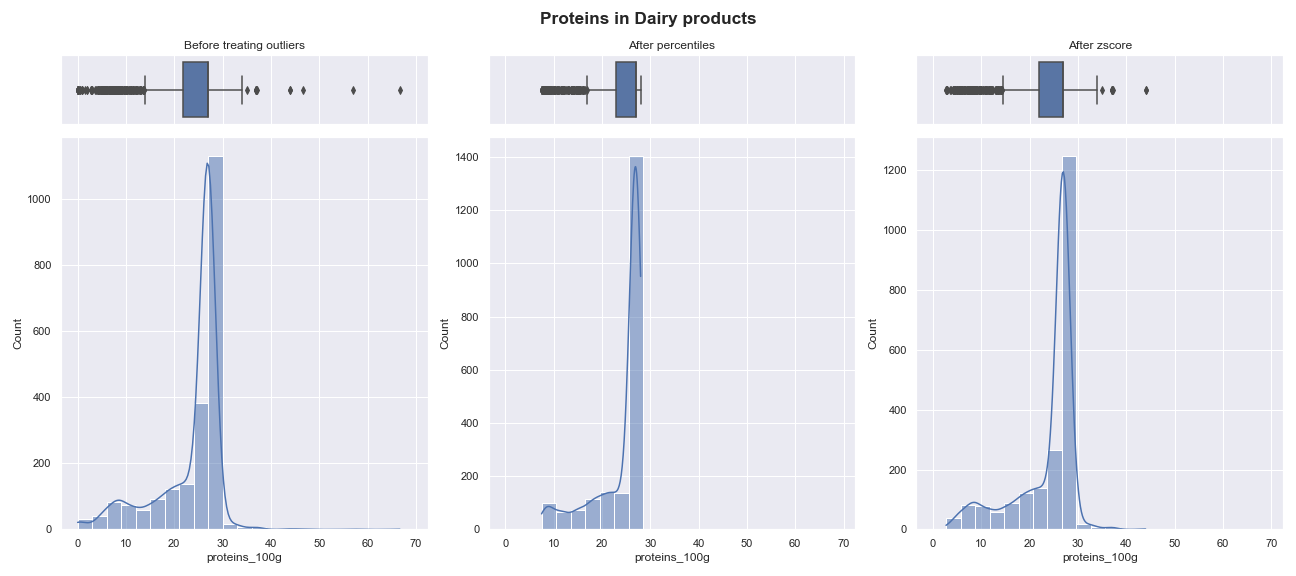 Proteins in Dairy products
Before treating outliers
After percentiles
After zscore
Count
1000
800
600
400
200
0
0 10 20 30 40 50 60 70
proteins_100g
Count
1400
1200
1000
800
600
400
200
0
0 10 20 30 40 50 60 70
proteins_100g
Count
1200
1000
800
600
400
200
0
0 10 20 30 40 50 60 70
proteins_100g